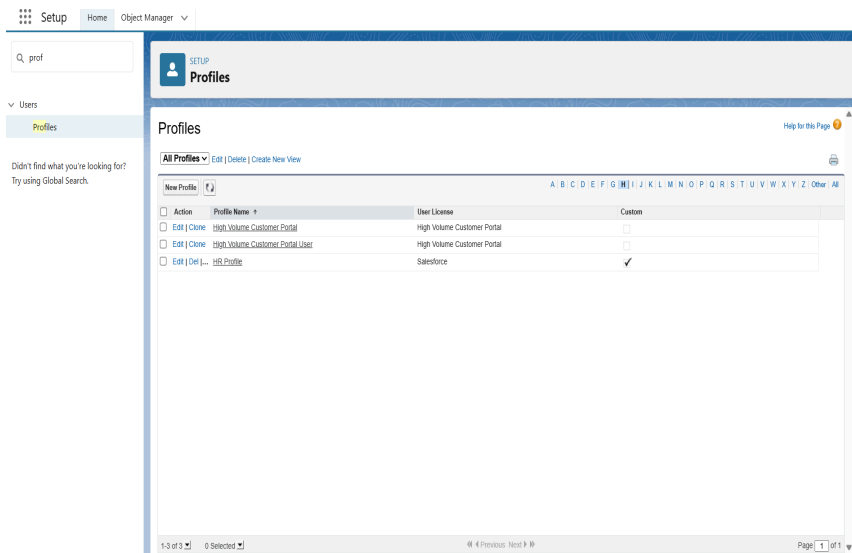 Setup Home Object Manager
prof
SETUP
Profiles
Users
Profiles
Didn't find what you're looking for?
Try using Global Search.
Profiles
Help for this Page ?
All Profiles Edit | Delete | Create New View
New Profile
A | B | C | D | E | F | G | H | I | J | K | L | M | N | O | P | Q | R | S | T | U | V | W | X | Y | Z | Other | All
Action Profile Name ↑ User License Custom
Edit | Clone High Volume Customer Portal High Volume Customer Portal
Edit | Clone High Volume Customer Portal User High Volume Customer Portal
Edit | Del |... HR Profile Salesforce ✓
1-3 of 3 0 Selected Previous Next Page 1 of 1